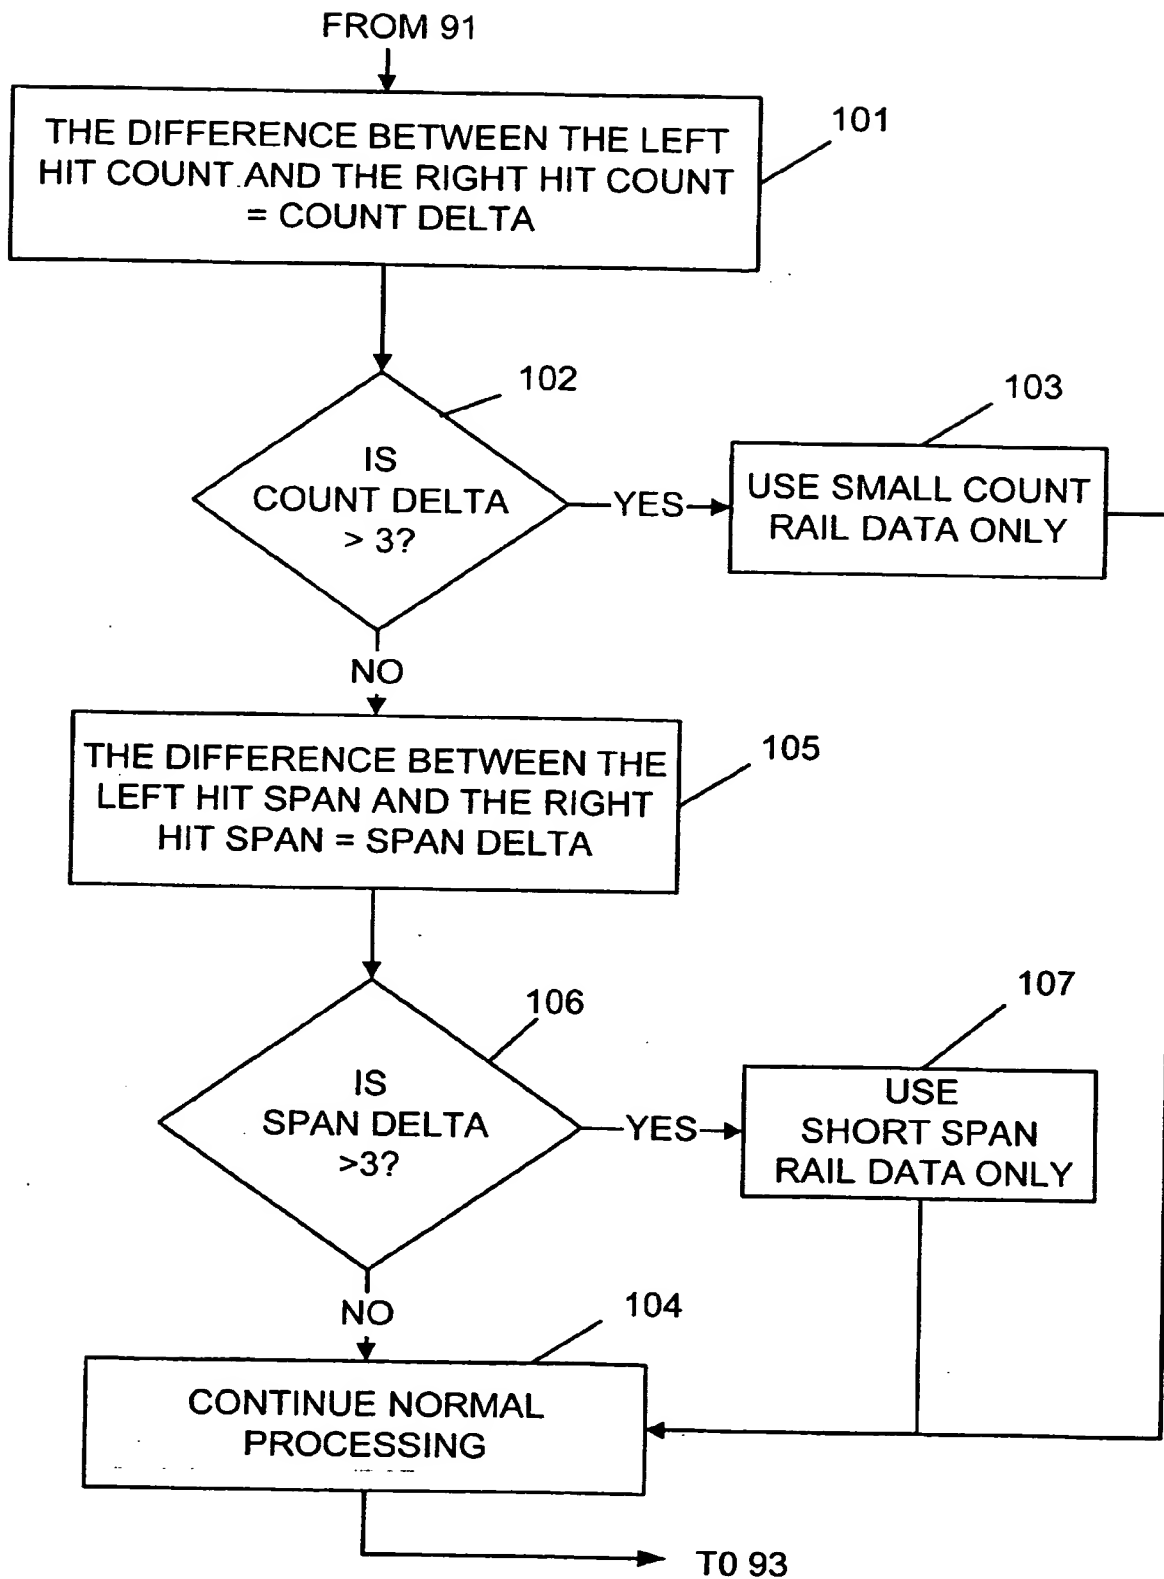 FROM 91
THE DIFFERENCE BETWEEN THE LEFT
HIT COUNT AND THE RIGHT HIT COUNT
= COUNT DELTA
101
102
IS
COUNT DELTA
> 3?
YES
103
USE SMALL COUNT
RAIL DATA ONLY
NO
THE DIFFERENCE BETWEEN THE
LEFT HIT SPAN AND THE RIGHT
HIT SPAN = SPAN DELTA
105
106
IS
SPAN DELTA
>3?
YES
107
USE
SHORT SPAN
RAIL DATA ONLY
NO
104
CONTINUE NORMAL
PROCESSING
T0 93